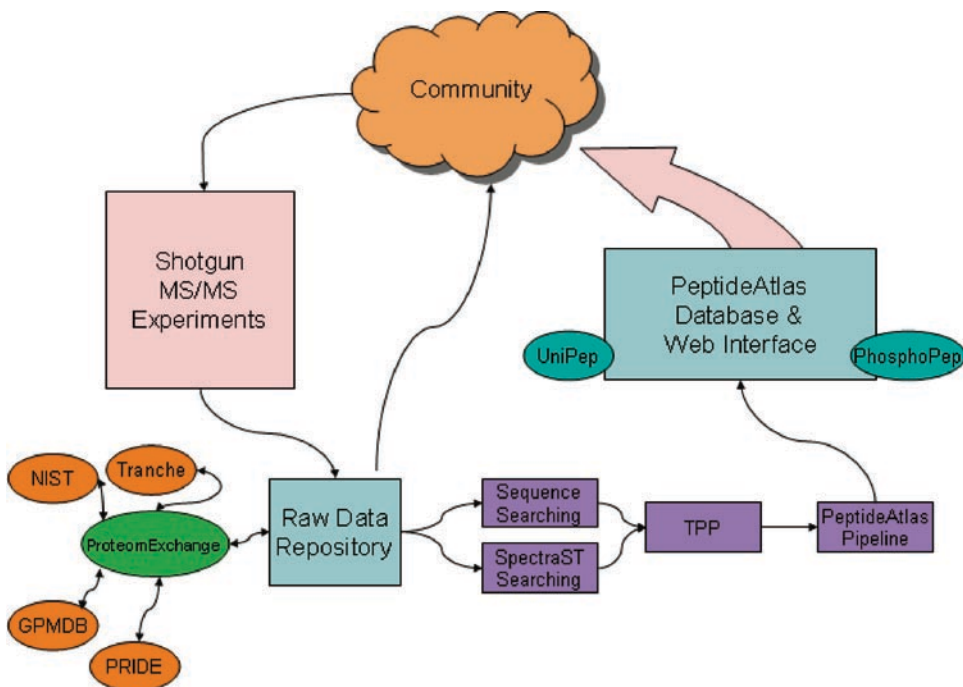 Community
Shotgun
MS/MS
Experiments
PeptideAtlas
Database &
Web Interface
UniPep
PhosphoPep
NIST
Tranche
ProteomExchange
GPMDB
PRIDE
Raw Data
Repository
Sequence
Searching
SpectraST
Searching
TPP
PeptideAtlas
Pipeline